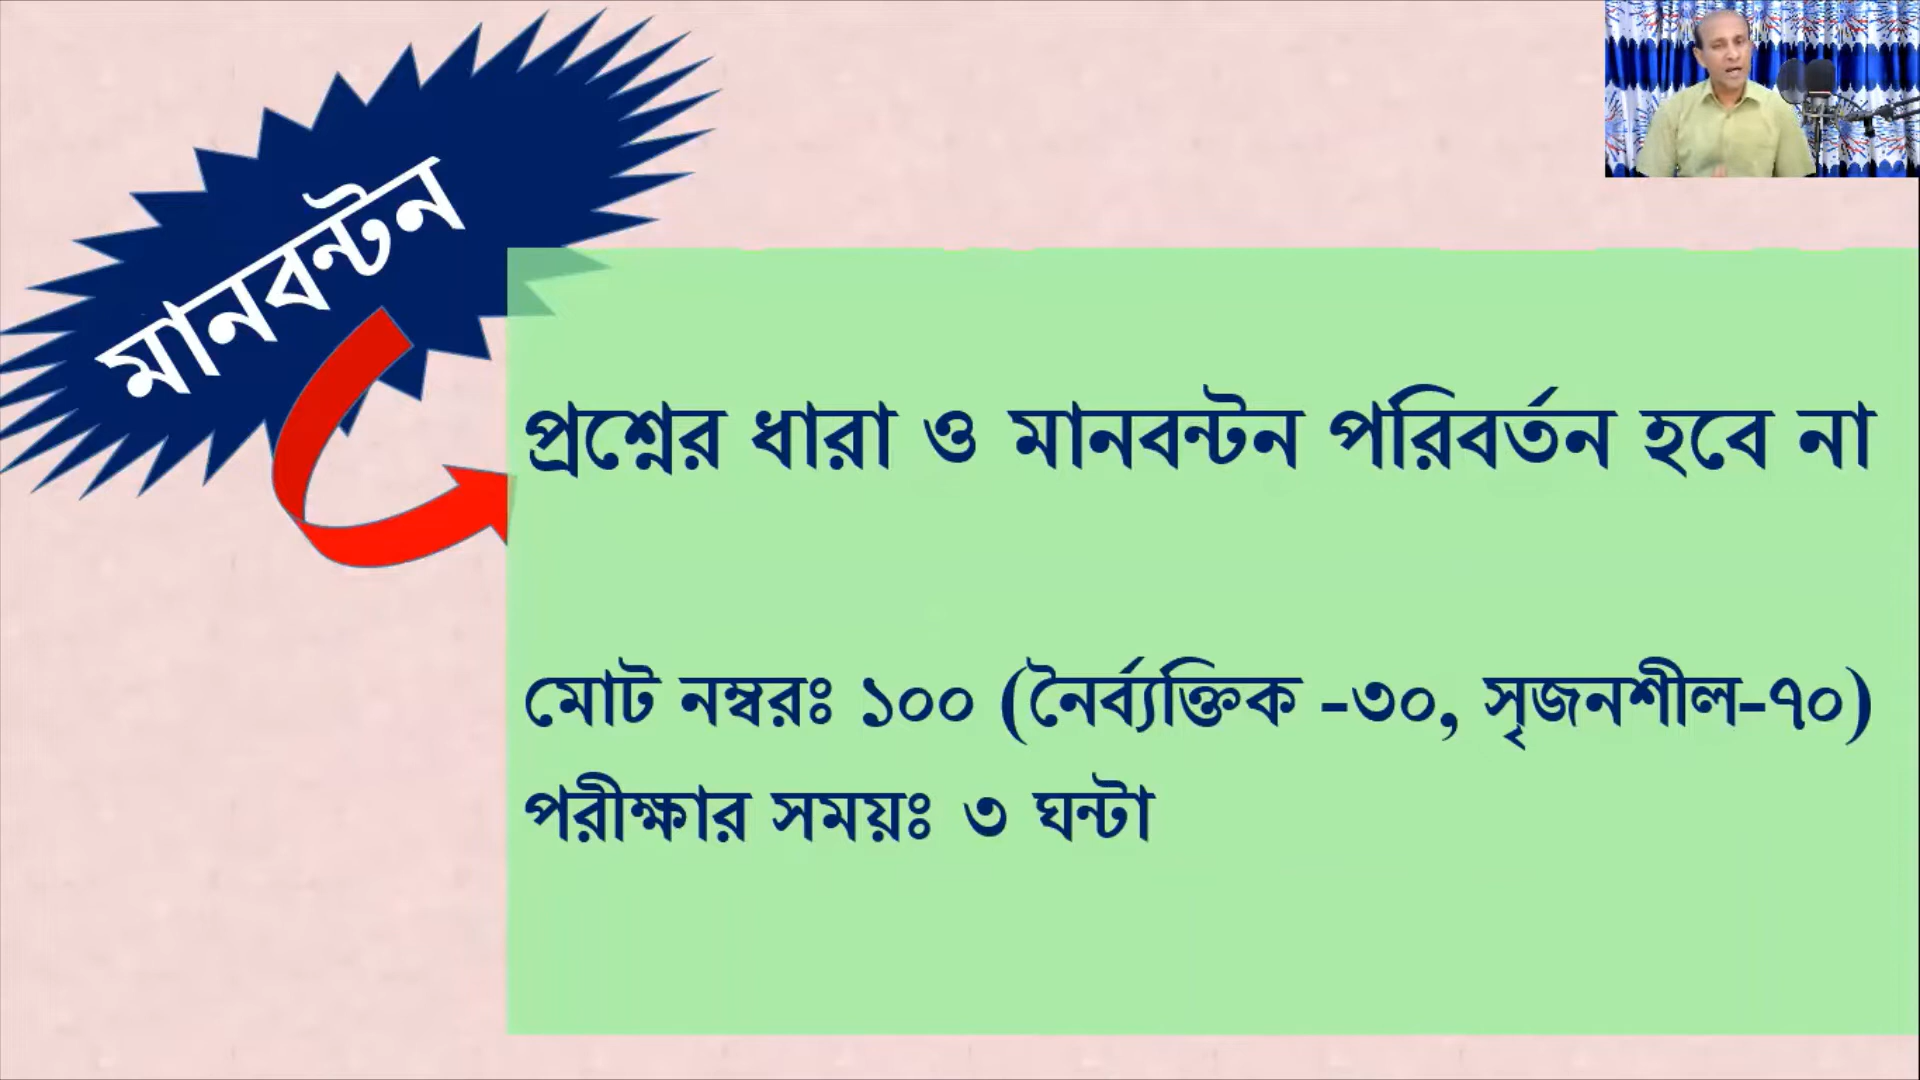 মানবন্টন
প্রশ্নের ধারা ও মানবন্টন পরিবর্তন হবে না
মোট নম্বরঃ ১০০ (নৈর্ব্যক্তিক -৩০, সৃজনশীল-৭০)
পরীক্ষার সময়ঃ ৩ ঘন্টা